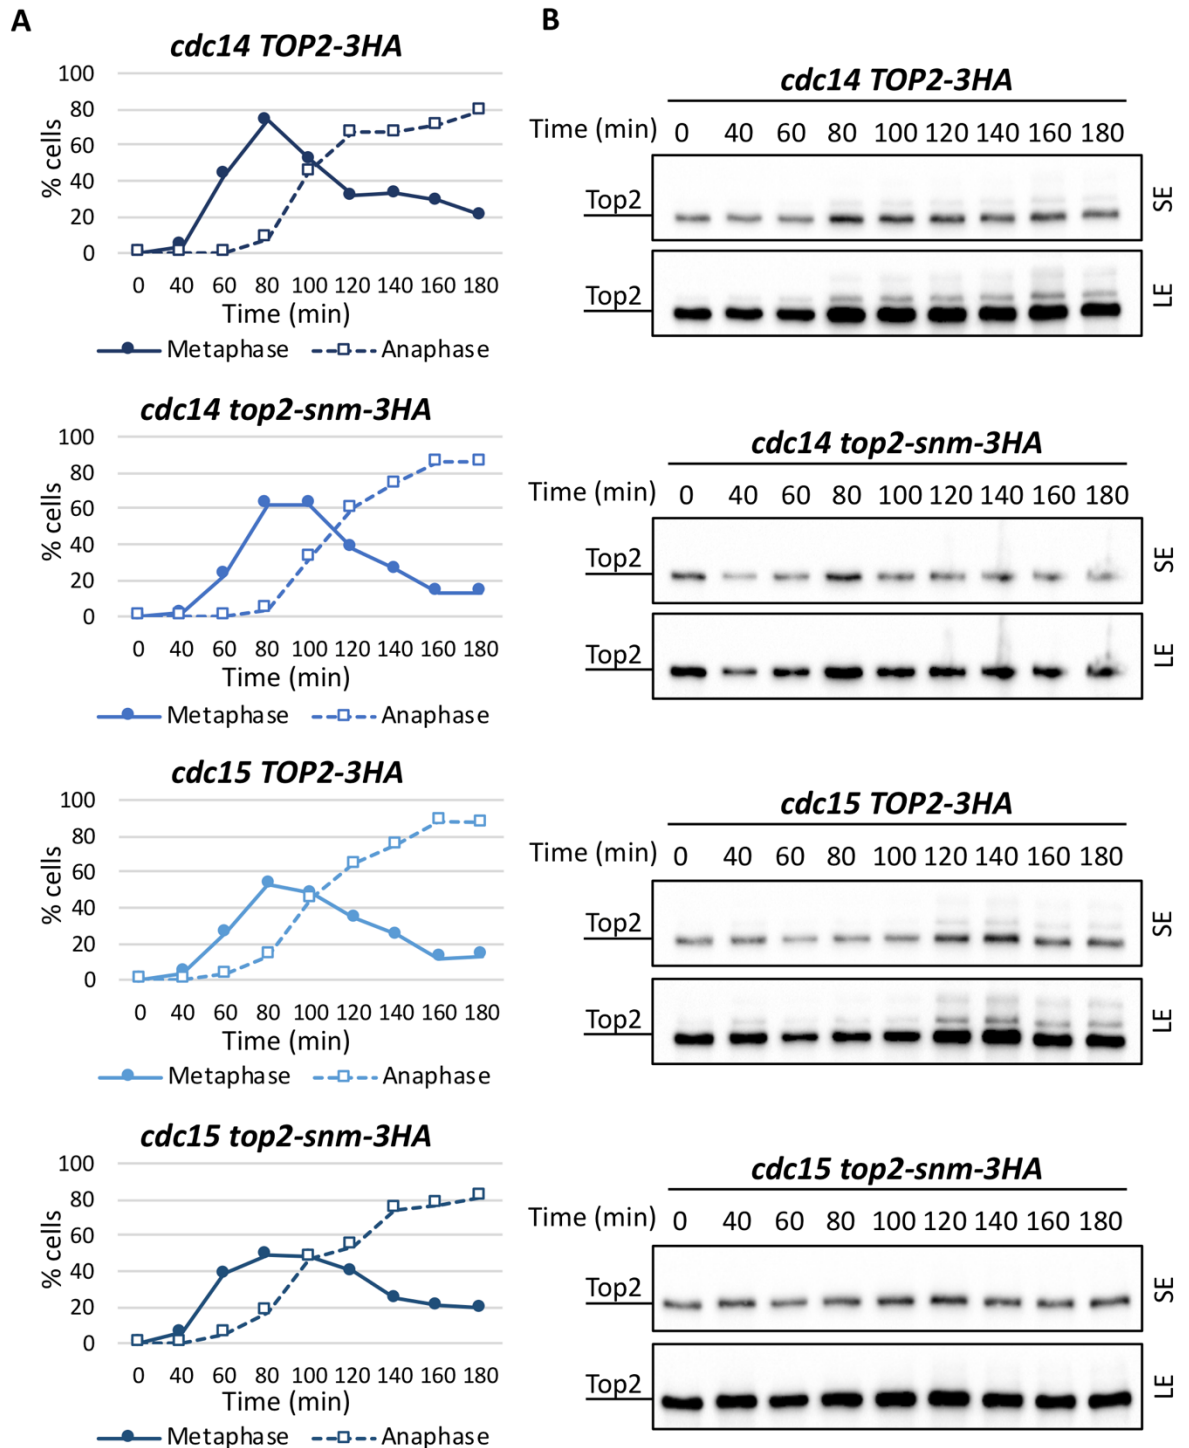 A
cdc14 TOP2-3HA
100
80
60
40
20
0
% cells
0 40 60 80 100 120 140 160 180
Time (min)
Metaphase Anaphase
cdc14 top2-snm-3HA
100
80
60
40
20
0
% cells
0 40 60 80 100 120 140 160 180
Time (min)
Metaphase Anaphase
cdc15 TOP2-3HA
100
80
60
40
20
0
% cells
0 40 60 80 100 120 140 160 180
Time (min)
Metaphase Anaphase
cdc15 top2-snm-3HA
100
80
60
40
20
0
% cells
0 40 60 80 100 120 140 160 180
Time (min)
Metaphase Anaphase
B
cdc14 TOP2-3HA
Time (min) 0 40 60 80 100 120 140 160 180
Top2 SE
Top2 LE
cdc14 top2-snm-3HA
Time (min) 0 40 60 80 100 120 140 160 180
Top2 SE
Top2 LE
cdc15 TOP2-3HA
Time (min) 0 40 60 80 100 120 140 160 180
Top2 SE
Top2 LE
cdc15 top2-snm-3HA
Time (min) 0 40 60 80 100 120 140 160 180
Top2 SE
Top2 LE